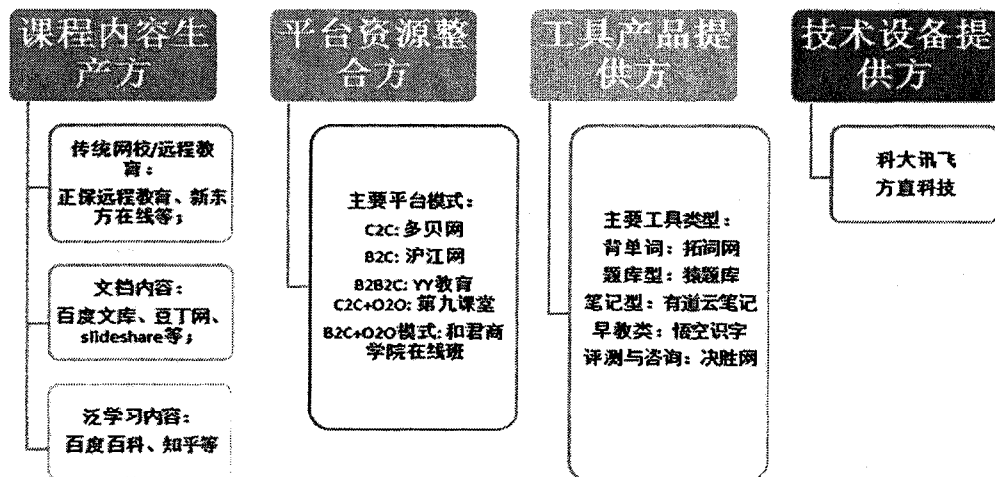 课程内容生
产方
传统网校/远程教
育:
正保远程教育、新东
方在线等;
文档内容:
百度文库、豆丁网、
slideshare等;
泛学习内容:
百度百科、知乎等
平台资源整
合方
主要平台模式:
C2C: 多贝网
B2C: 沪江网
B2B2C: YY教育
C2C+O2O: 第九课堂
B2C+O2O模式: 和君商
学院在线班
工具产品提
供方
主要工具类型:
背单词: 拓词网
题库型: 猿题库
笔记型: 有道云笔记
早教类: 悟空识字
评测与咨询: 决胜网
技术设备提
供方
科大讯飞
方直科技